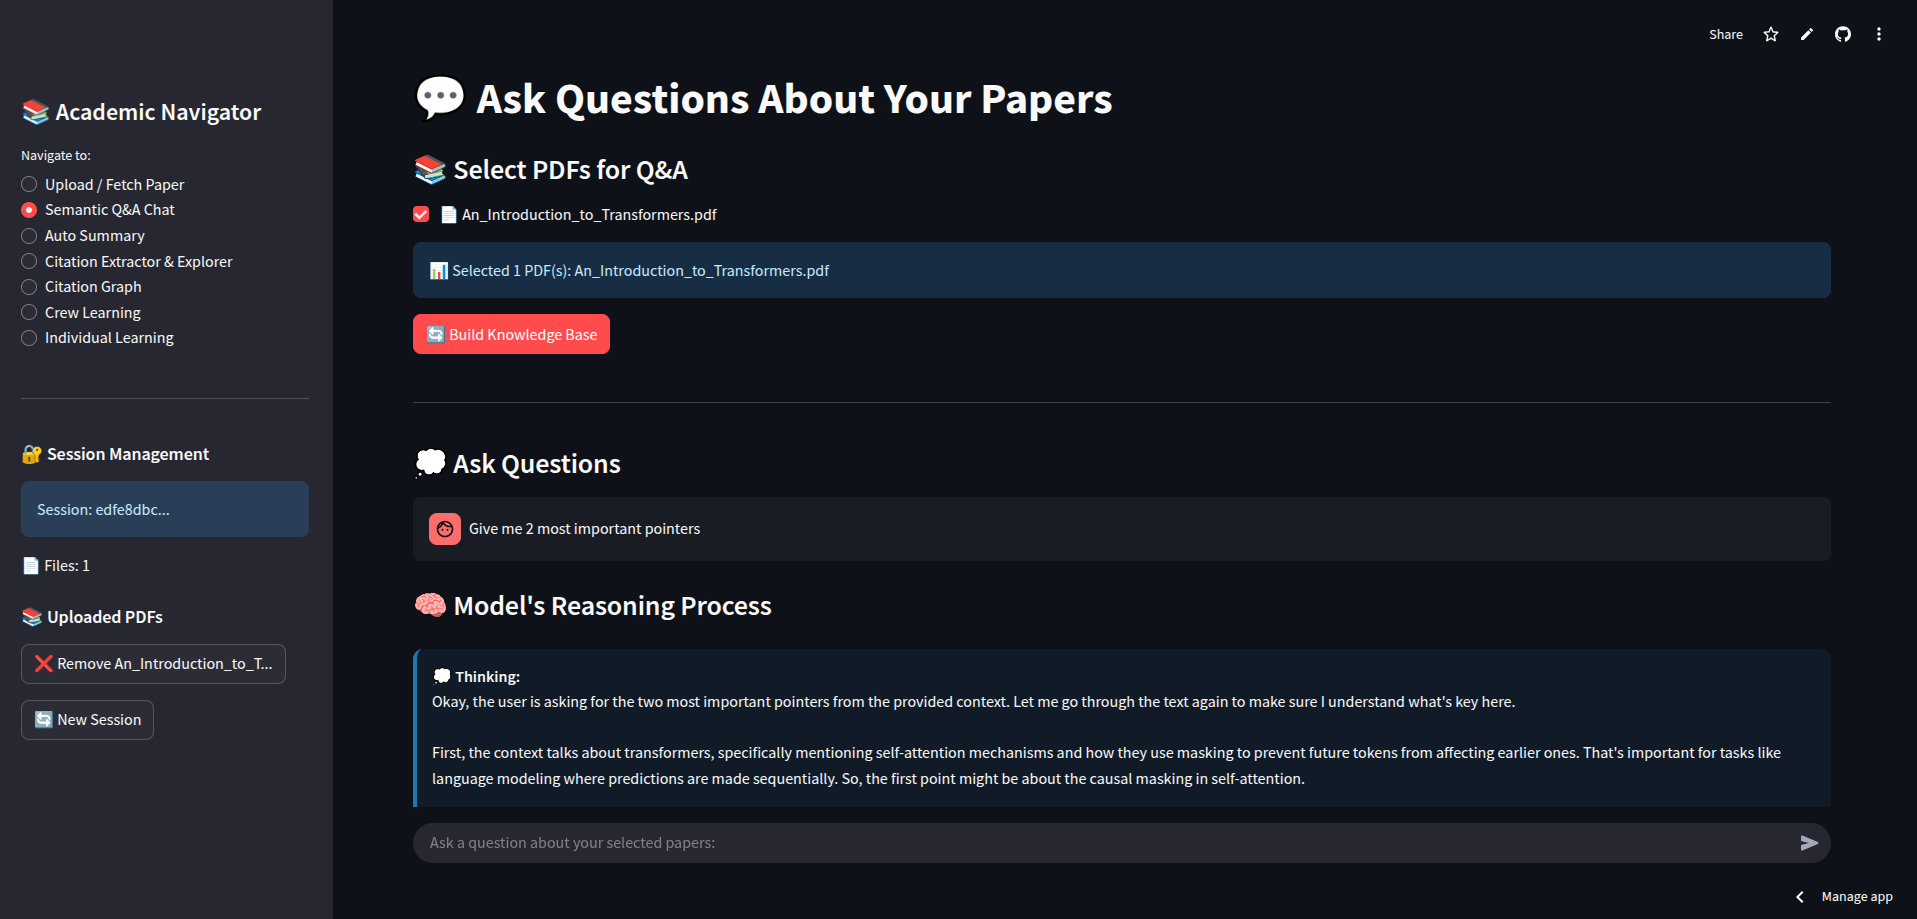 Share
📚 Academic Navigator
Navigate to:
Upload / Fetch Paper
Semantic Q&A Chat
Auto Summary
Citation Extractor & Explorer
Citation Graph
Crew Learning
Individual Learning
🔐 Session Management
Session: edfe8dbc...
📄 Files: 1
📚 Uploaded PDFs
❌ Remove An_Introduction_to_T...
🔄 New Session
💬 Ask Questions About Your Papers
📚 Select PDFs for Q&A
📄 An_Introduction_to_Transformers.pdf
📊 Selected 1 PDF(s): An_Introduction_to_Transformers.pdf
🔄 Build Knowledge Base
💭 Ask Questions
Give me 2 most important pointers
🧠 Model's Reasoning Process
💭 Thinking:
Okay, the user is asking for the two most important pointers from the provided context. Let me go through the text again to make sure I understand what's key here.
First, the context talks about transformers, specifically mentioning self-attention mechanisms and how they use masking to prevent future tokens from affecting earlier ones. That's important for tasks like
language modeling where predictions are made sequentially. So, the first point might be about the causal masking in self-attention.
Ask a question about your selected papers:
Manage app